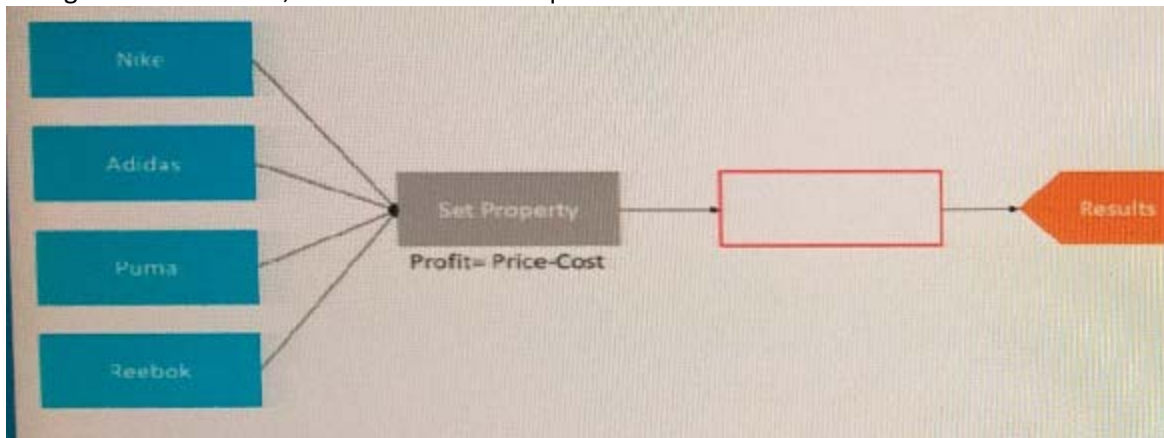 Nike
Adidas
Set Property
Results
Profit= Price-Cost
Puma
Reebok